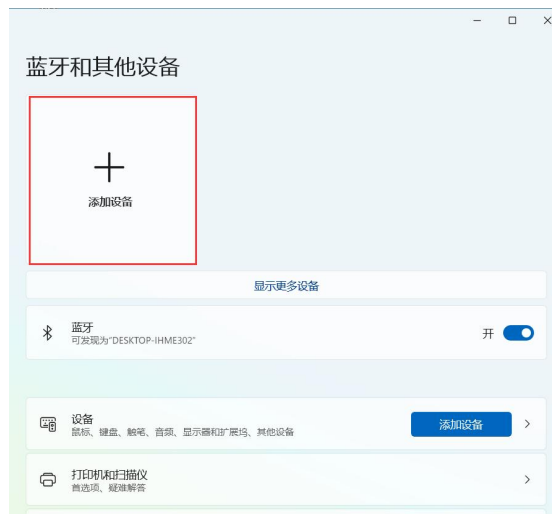 蓝牙和其他设备
添加设备
显示更多设备
蓝牙
可发现为"DESKTOP-IHME302"
开
设备
鼠标、键盘、触笔、音频、显示器和扩展坞、其他设备
添加设备
打印机和扫描仪
首选项、疑难解答